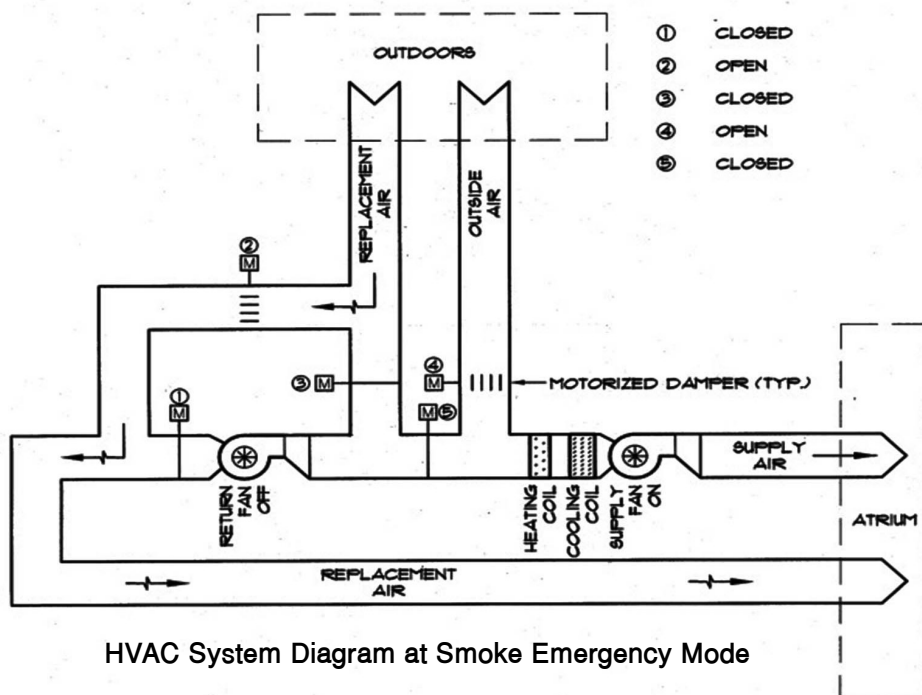 OUTDOORS
① CLOSED
② OPEN
③ CLOSED
④ OPEN
⑤ CLOSED
REPLACEMENT
AIR
OUTSIDE
AIR
②
M
③ M
④
M
MOTORIZED DAMPER (TYP.)
①
M
M ⑤
RETURN
FAN
OFF
HEATING
COIL
COOLING
COIL
SUPPLY
FAN
ON
SUPPLY
AIR
ATRIUM
REPLACEMENT
AIR
HVAC System Diagram at Smoke Emergency Mode